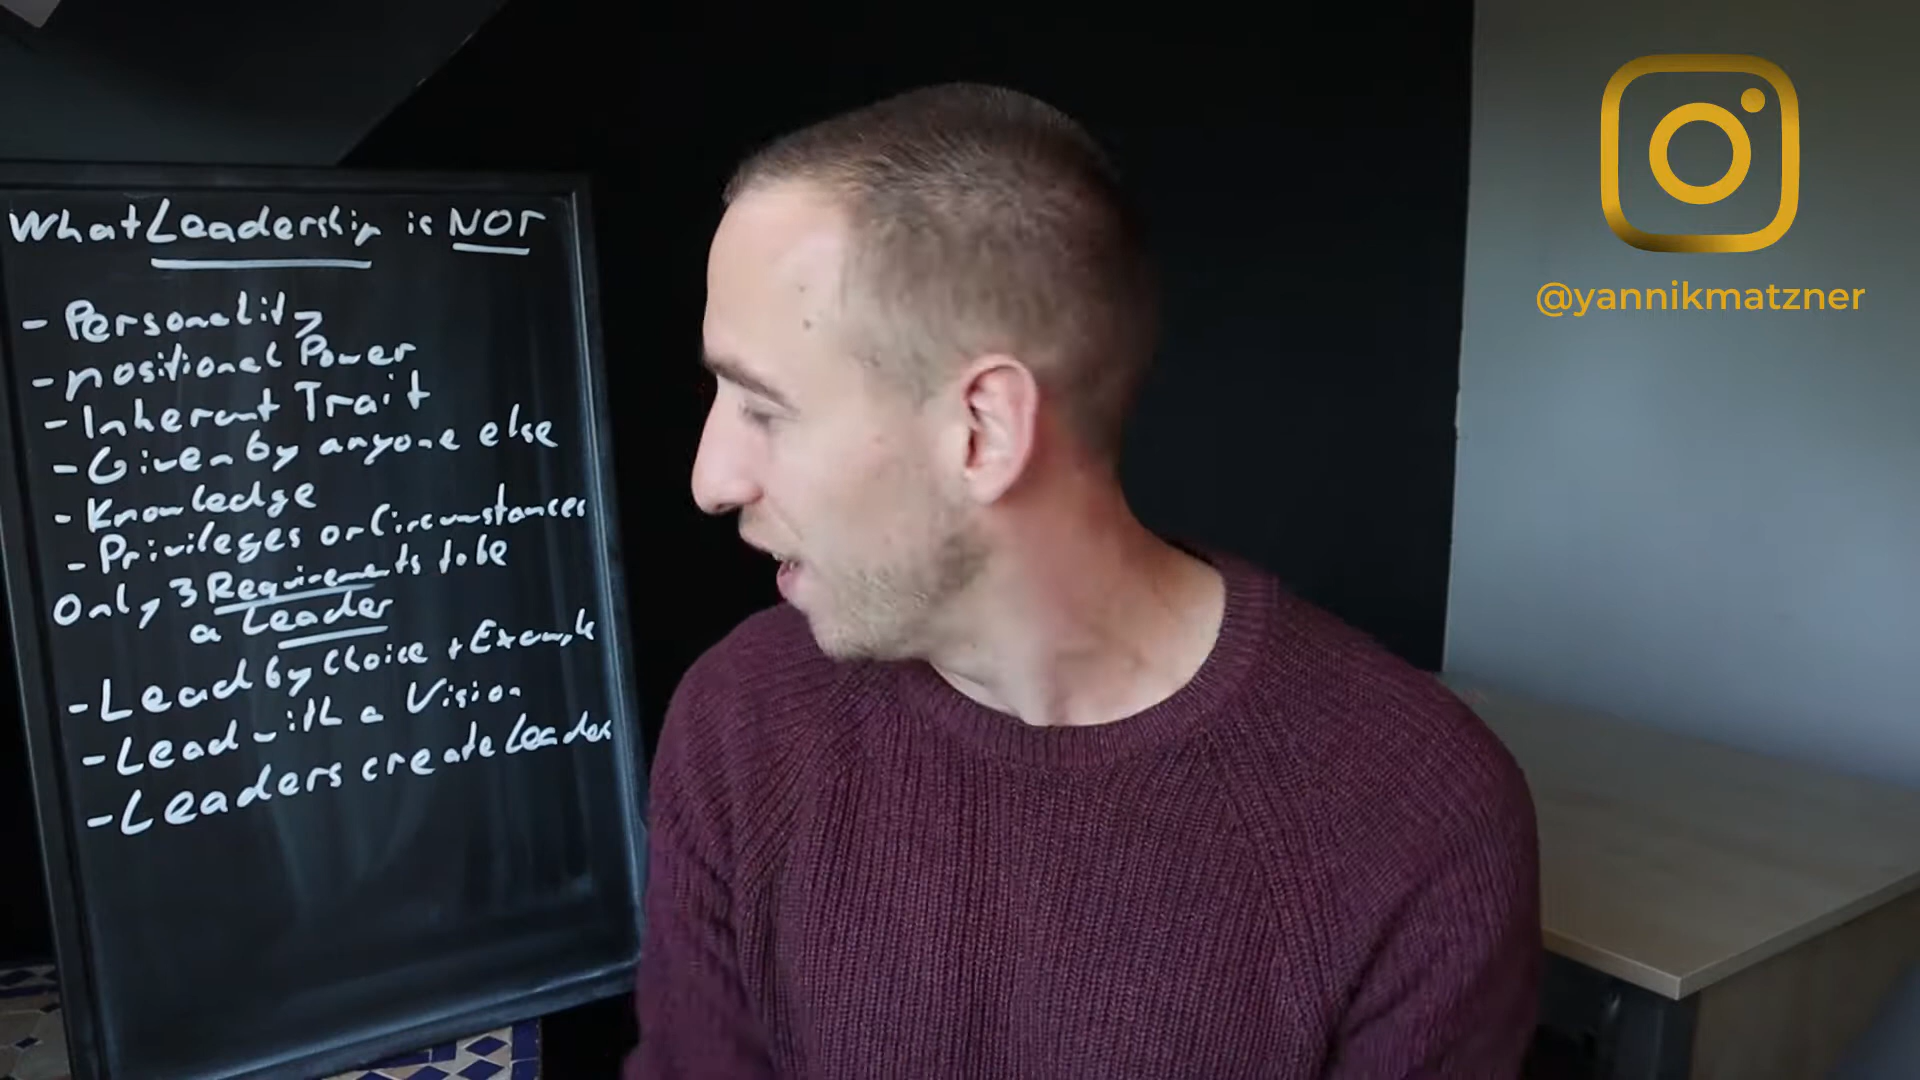 What Leadership is NOT
- Personality
- Positional Power
- Inherent Trait
- Given by anyone else
- Knowledge
- Privileges or Circumstances
Only 3 Requirements to be
a Leader
- Lead by Choice + Example
- Lead with a Vision
- Leaders create Leaders
@yannikmatzner